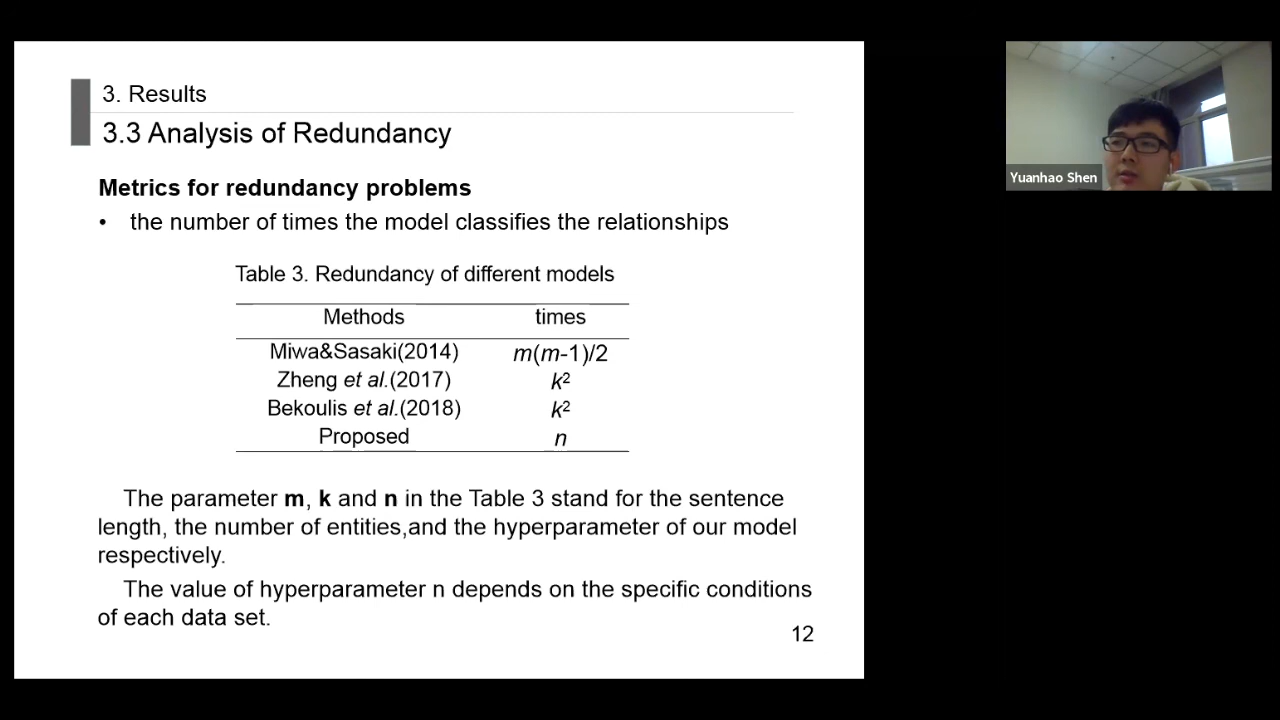 3. Results
3.3 Analysis of Redundancy
Metrics for redundancy problems
• the number of times the model classifies the relationships
Table 3. Redundancy of different models
Methods times
Miwa&Sasaki(2014) m(m-1)/2
Zheng et al.(2017) k²
Bekoulis et al.(2018) k²
Proposed n
The parameter m, k and n in the Table 3 stand for the sentence
length, the number of entities,and the hyperparameter of our model
respectively.
The value of hyperparameter n depends on the specific conditions
of each data set.
12
Yuanhao Shen